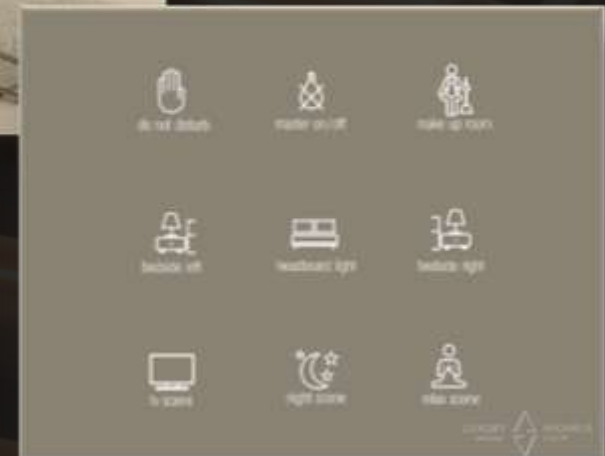 do not disturb
master on/off
make up room
bedside left
headboard light
bedside right
tv scene
night scene
relax scene
LUXURY